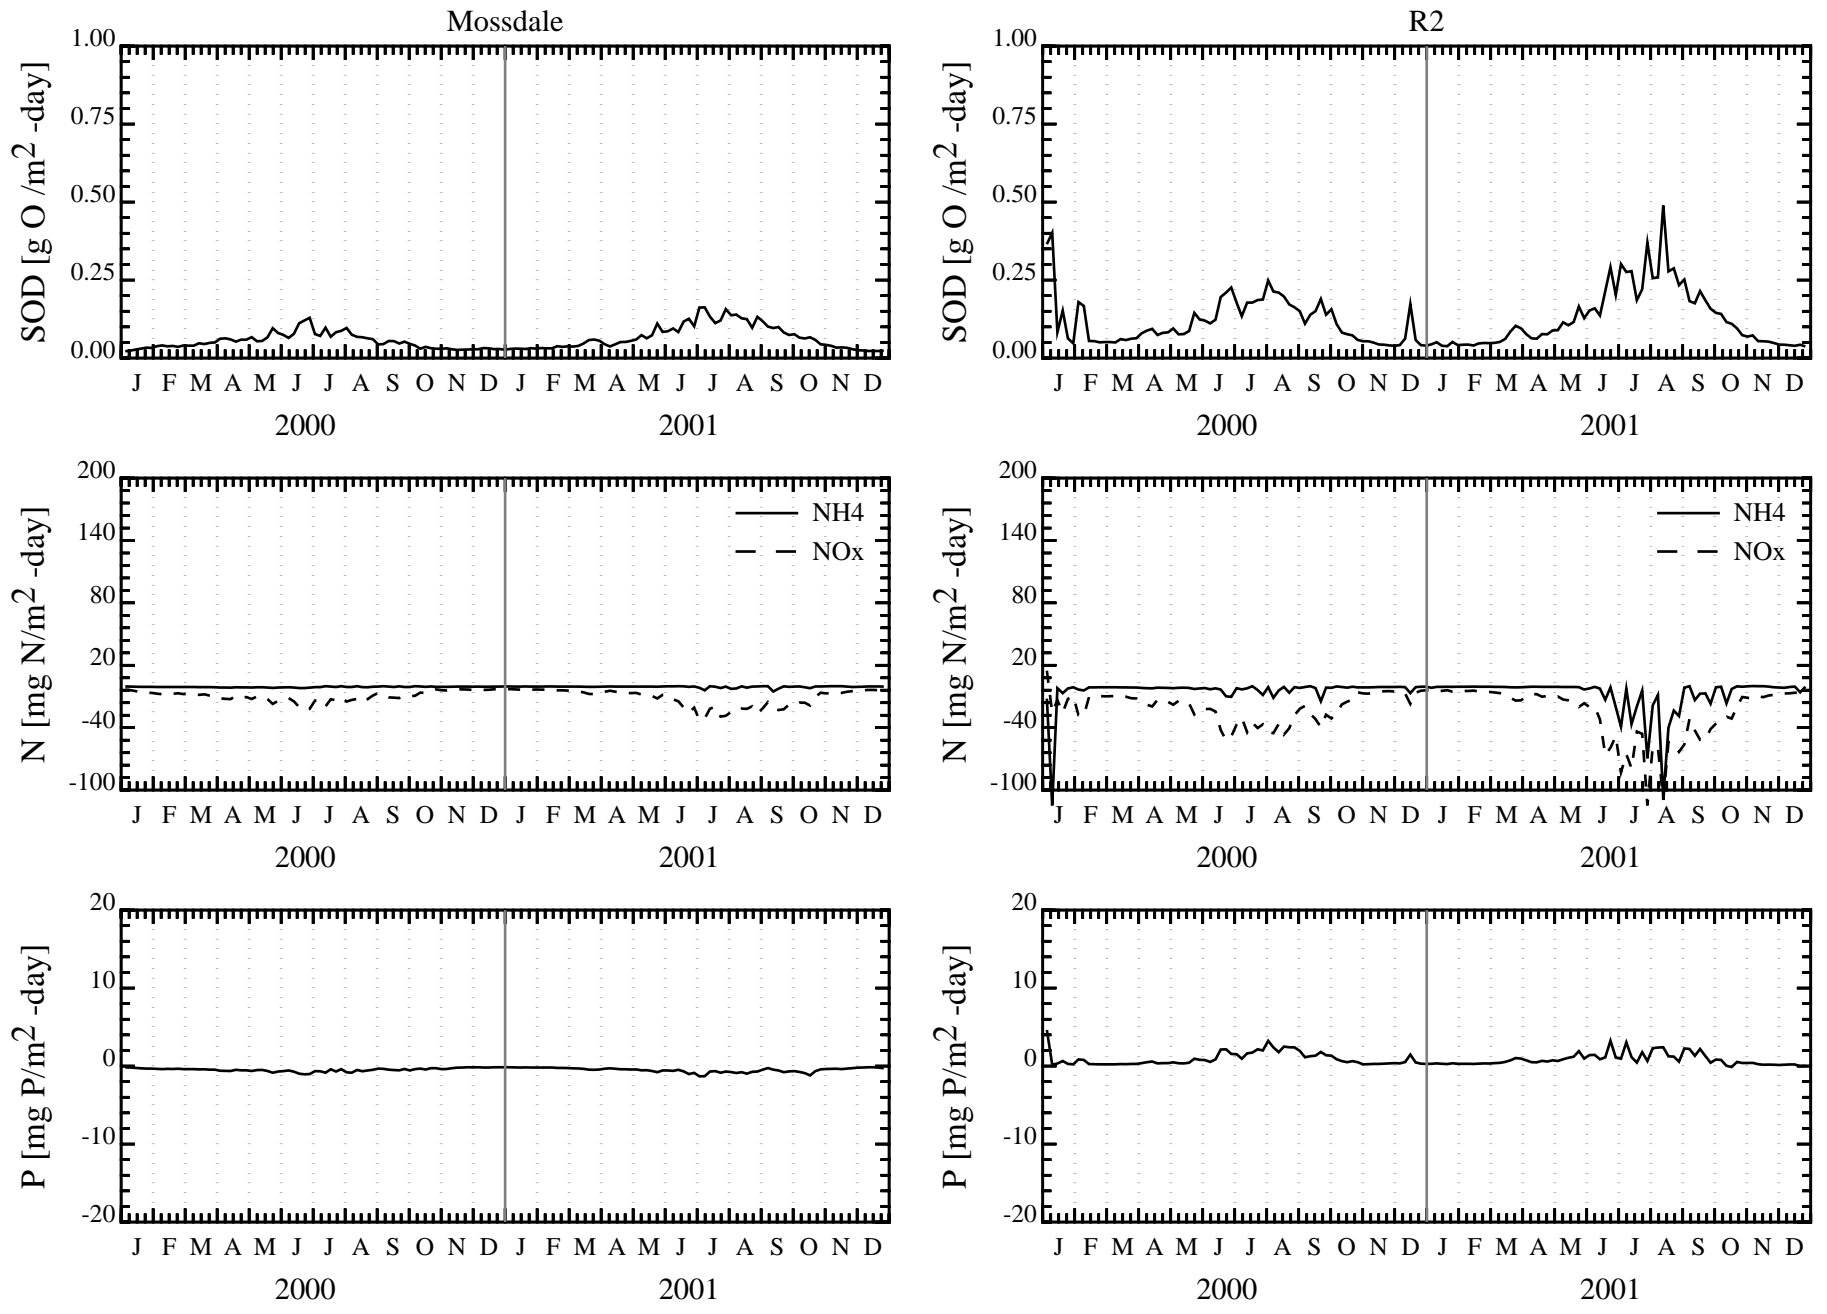 Mossdale
SOD [g O /m2 -day]
1.00
0.75
0.50
0.25
0.00
J F M A M J J A S O N D J F M A M J J A S O N D
2000 2001
R2
SOD [g O /m2 -day]
1.00
0.75
0.50
0.25
0.00
J F M A M J J A S O N D J F M A M J J A S O N D
2000 2001
N [mg N/m2 -day]
200
140
80
20
-40
-100
NH4
NOx
J F M A M J J A S O N D J F M A M J J A S O N D
2000 2001
N [mg N/m2 -day]
200
140
80
20
-40
-100
NH4
NOx
J F M A M J J A S O N D J F M A M J J A S O N D
2000 2001
P [mg P/m2 -day]
20
10
0
-10
-20
J F M A M J J A S O N D J F M A M J J A S O N D
2000 2001
P [mg P/m2 -day]
20
10
0
-10
-20
J F M A M J J A S O N D J F M A M J J A S O N D
2000 2001